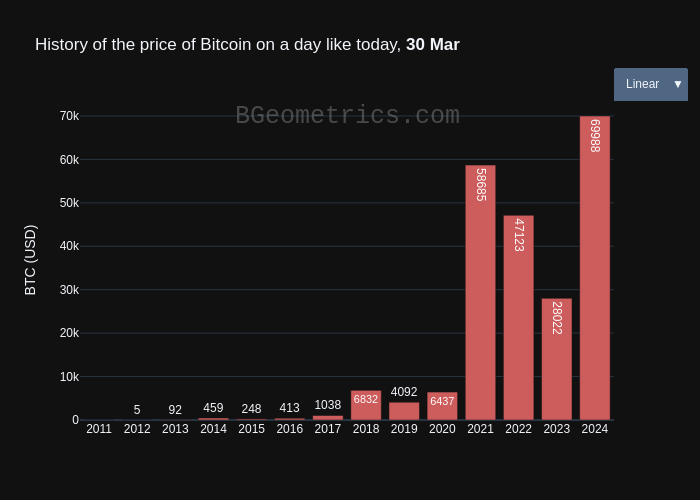 History of the price of Bitcoin on a day like today, 30 Mar
Linear ▼
BGeometrics.com
BTC (USD)
70k
60k
50k
40k
30k
20k
10k
0
5
92
459
248
413
1038
6832
4092
6437
58685
47123
28022
69988
2011 2012 2013 2014 2015 2016 2017 2018 2019 2020 2021 2022 2023 2024